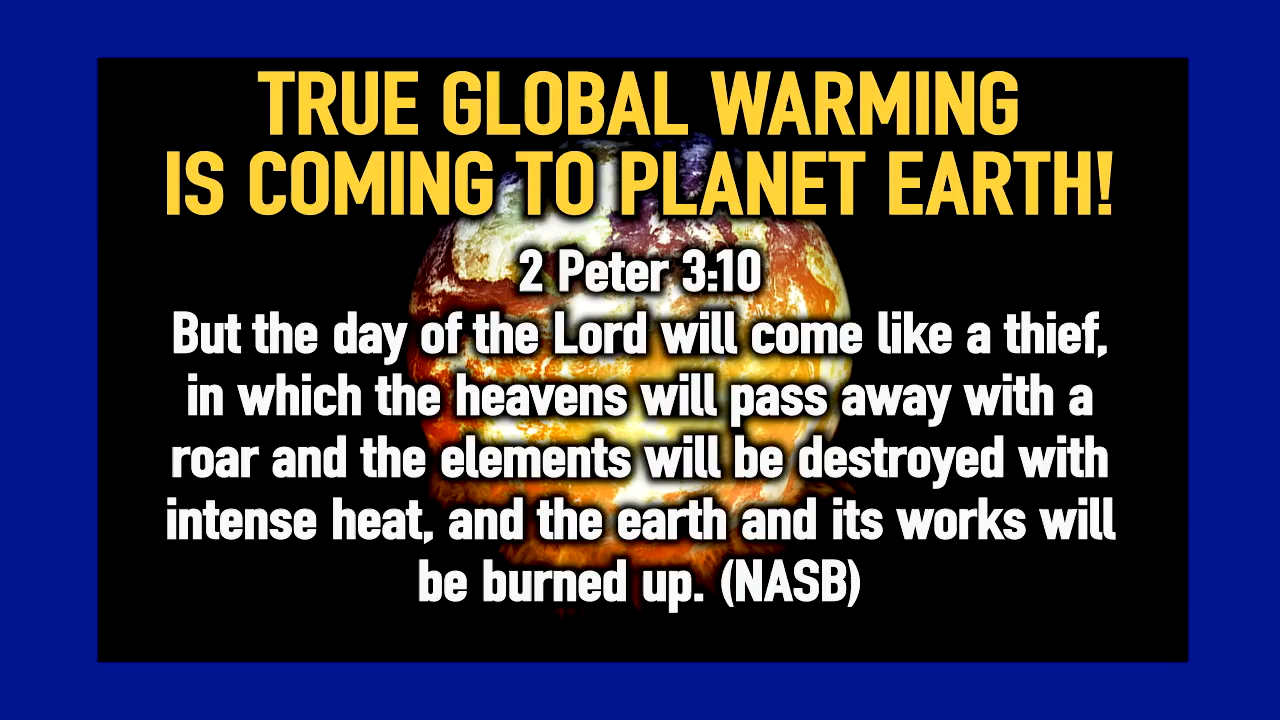 TRUE GLOBAL WARMING
IS COMING TO PLANET EARTH!
2 Peter 3:10
But the day of the Lord will come like a thief,
in which the heavens will pass away with a
roar and the elements will be destroyed with
intense heat, and the earth and its works will
be burned up. (NASB)